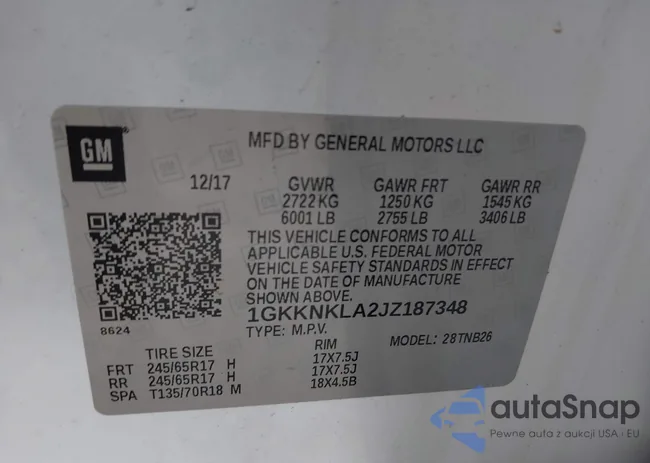 GM
MFD BY GENERAL MOTORS LLC
12/17 GVWR GAWR FRT GAWR RR
2722 KG 1250 KG 1545 KG
6001 LB 2755 LB 3406 LB
THIS VEHICLE CONFORMS TO ALL
APPLICABLE U.S. FEDERAL MOTOR
VEHICLE SAFETY STANDARDS IN EFFECT
ON THE DATE OF MANUFACTURE
SHOWN ABOVE.
8624
1GKKNKLA2JZ187348
TYPE: M.P.V. MODEL: 28TNB26
TIRE SIZE RIM
FRT 245/65R17 H 17X7.5J
RR 245/65R17 H 17X7.5J
SPA T135/70R18 M 18X4.5B
autaSnap
Pewne auta z aukcji USA - EU